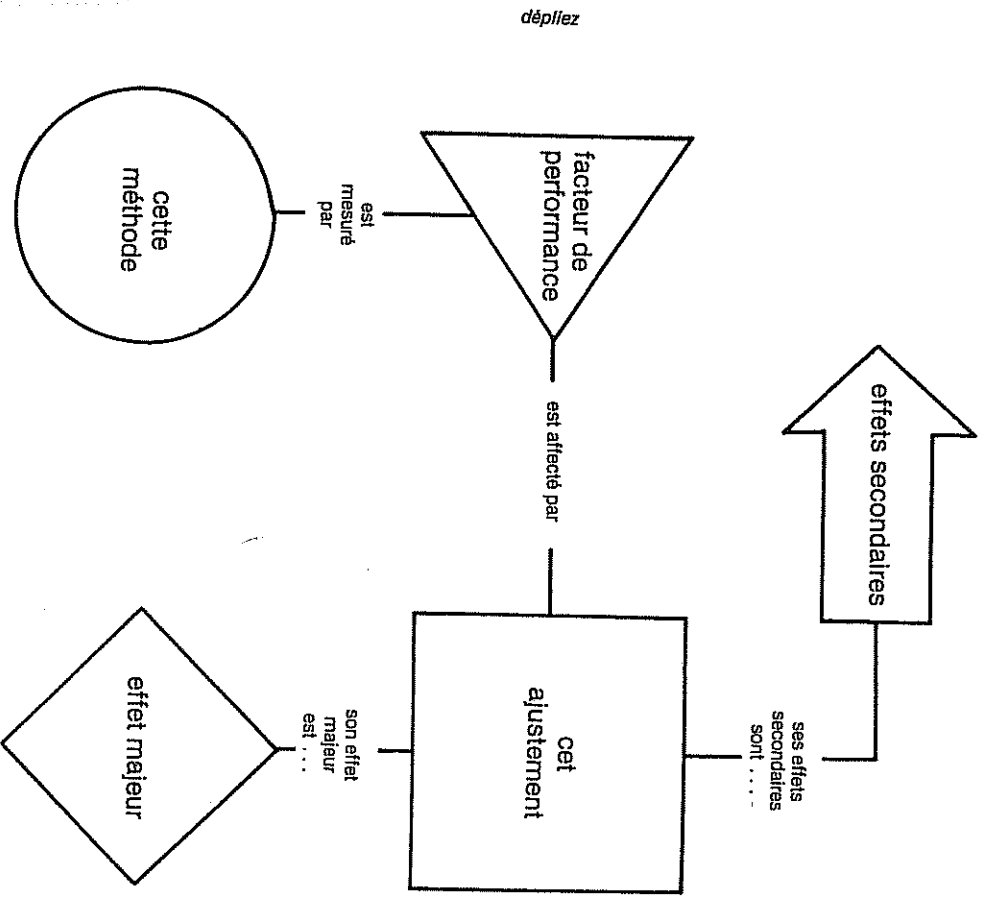 dépliez
facteur de
performance
est
mesuré
par
cette
méthode
est affecté par
effets secondaires
cet
ajustement
ses effets
secondaires
sont . . . .
son effet
majeur
est . . .
effet majeur